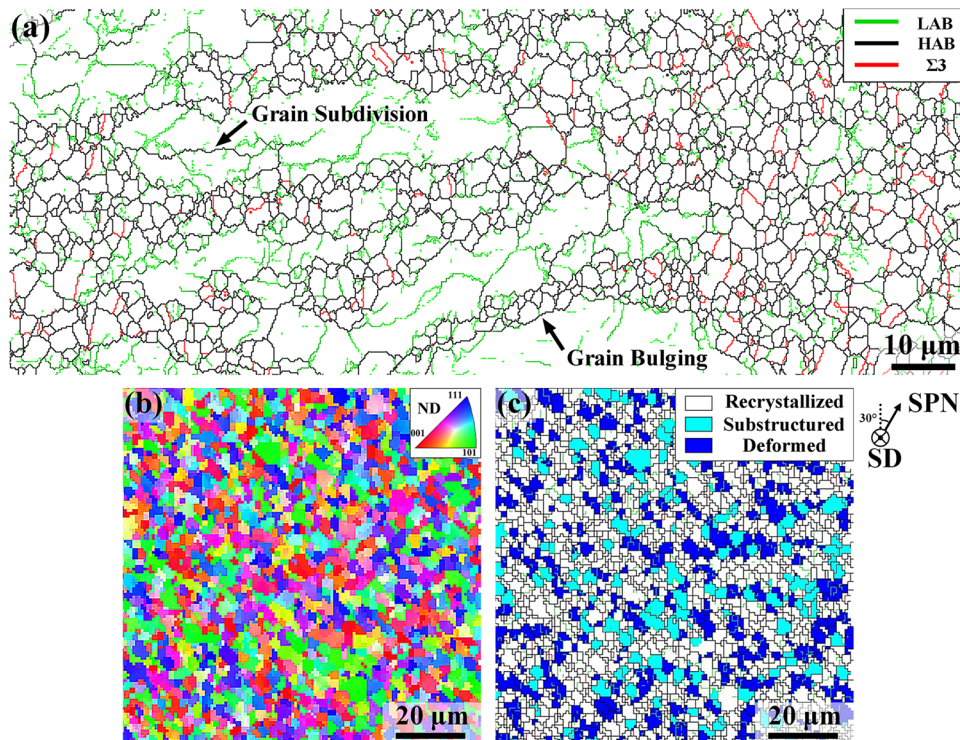 (a)
LAB
HAB
Σ3
Grain Subdivision
Grain Bulging
10 μm
(b)
ND
111
001
101
20 μm
(c)
Recrystallized
Substructured
Deformed
20 μm
30°
SPN
SD